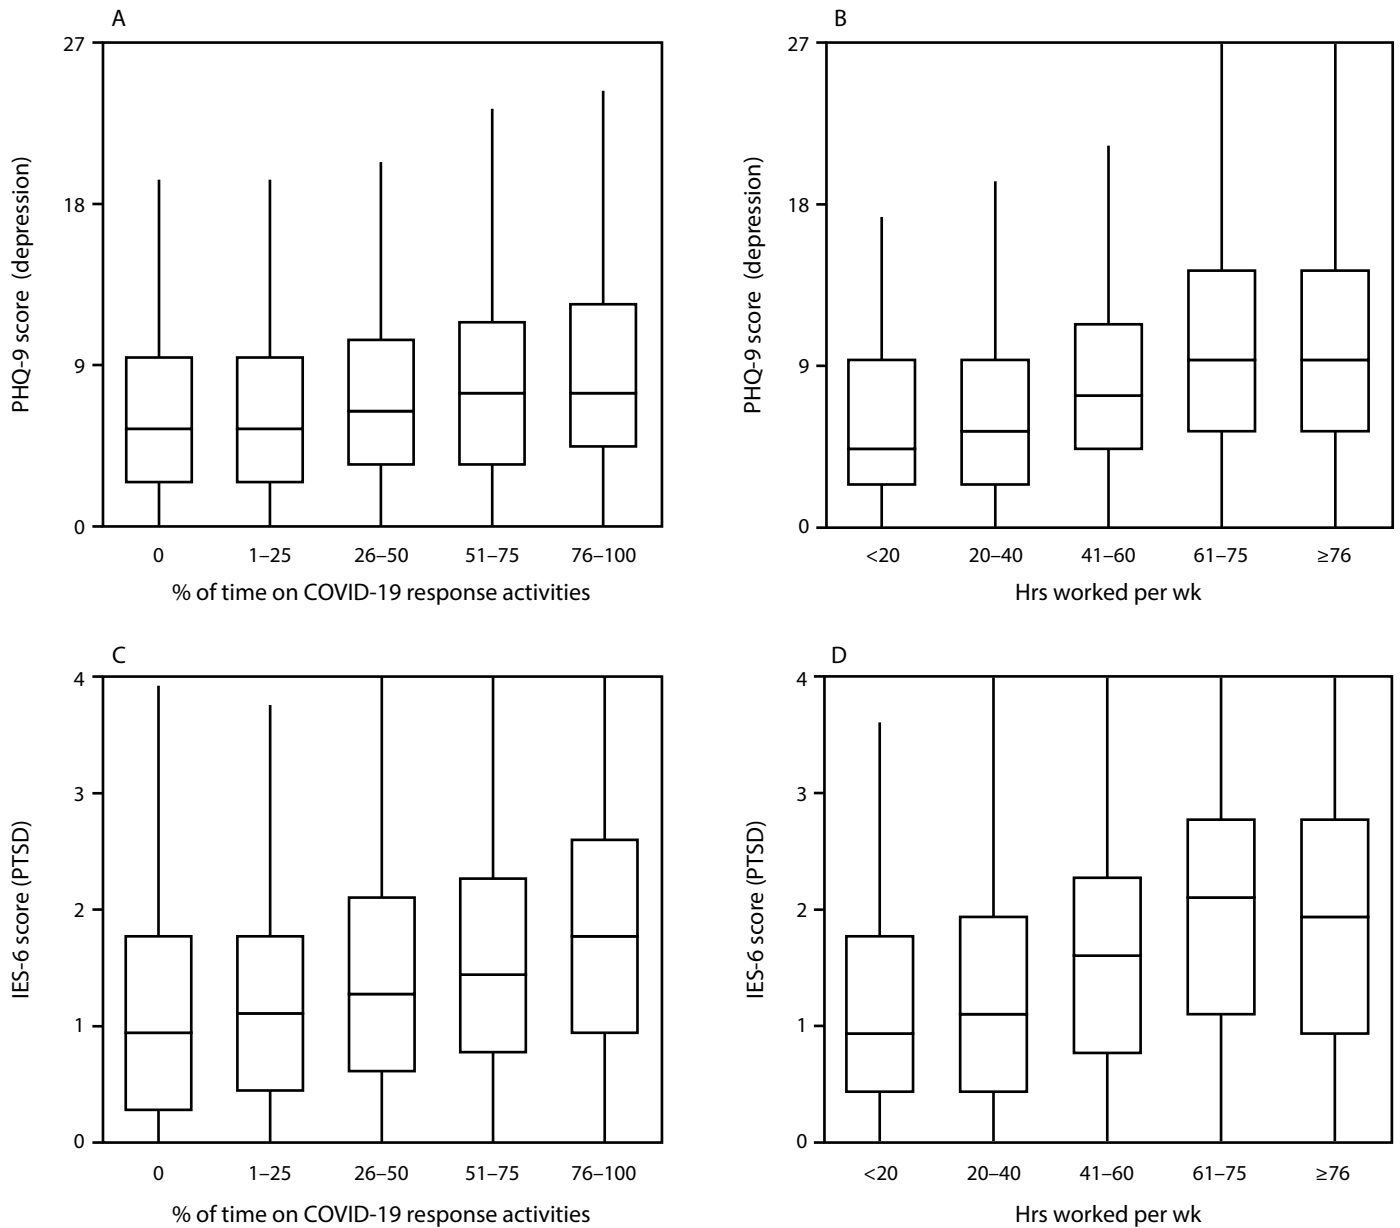 A
27
18
9
0
PHQ-9 score (depression)
0 1–25 26–50 51–75 76–100
% of time on COVID-19 response activities
B
27
18
9
0
PHQ-9 score (depression)
<20 20–40 41–60 61–75 ≥76
Hrs worked per wk
C
4
3
2
1
0
IES-6 score (PTSD)
0 1–25 26–50 51–75 76–100
% of time on COVID-19 response activities
D
4
3
2
1
0
IES-6 score (PTSD)
<20 20–40 41–60 61–75 ≥76
Hrs worked per wk